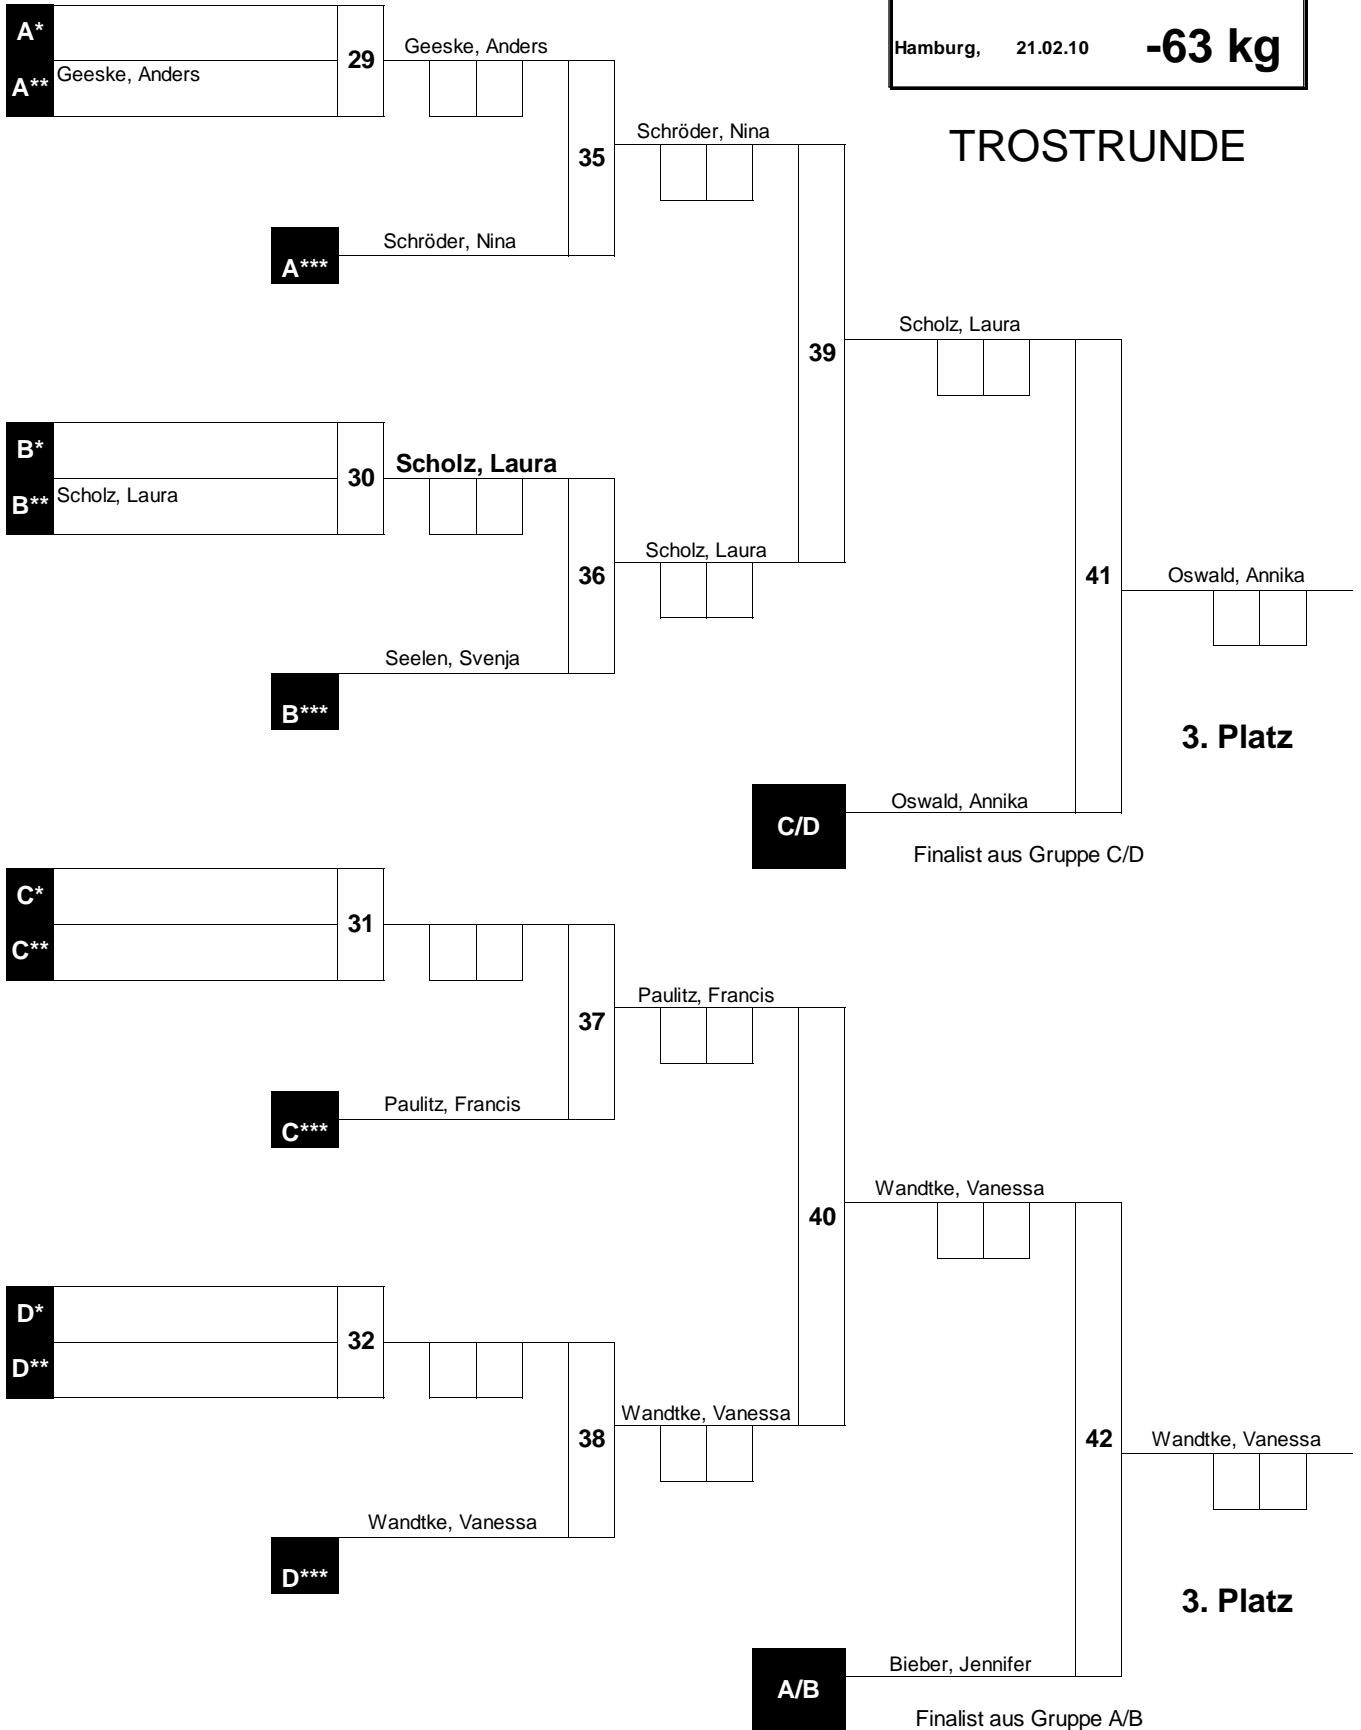 A*
A** Geeske, Anders
29
Geeske, Anders
Hamburg, 21.02.10 -63 kg
TROSTRUNDE
35
Schröder, Nina
A***
Schröder, Nina
39
Scholz, Laura
B*
B** Scholz, Laura
30
Scholz, Laura
36
Scholz, Laura
B***
Seelen, Svenja
41
Oswald, Annika
3. Platz
C/D
Oswald, Annika
Finalist aus Gruppe C/D
C*
C**
31
37
Paulitz, Francis
C***
Paulitz, Francis
40
Wandtke, Vanessa
D*
D**
32
38
Wandtke, Vanessa
D***
Wandtke, Vanessa
42
Wandtke, Vanessa
3. Platz
A/B
Bieber, Jennifer
Finalist aus Gruppe A/B